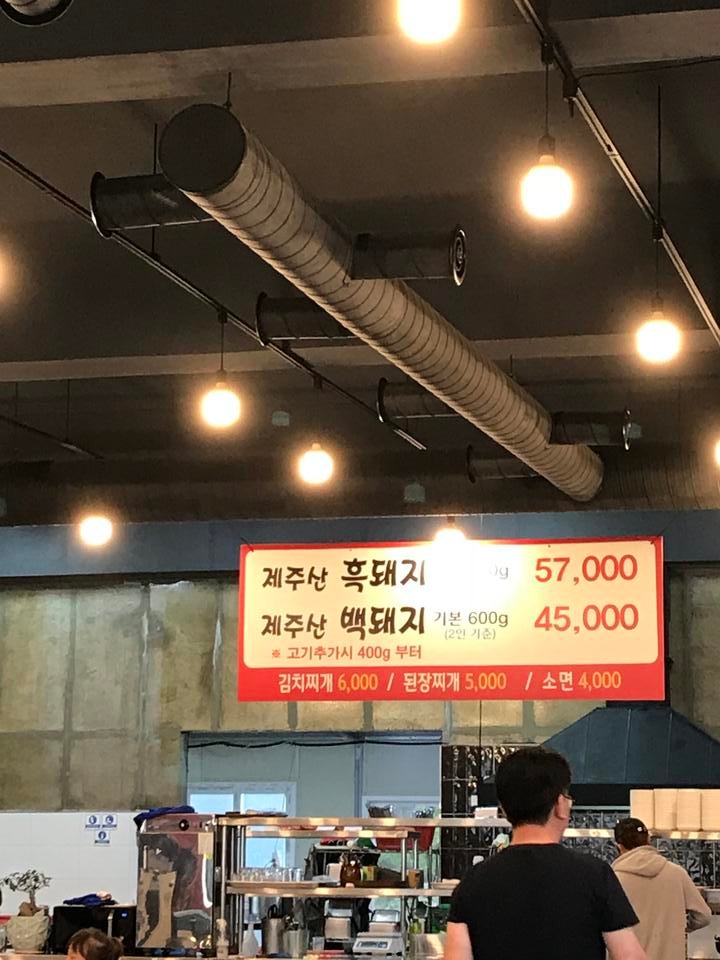 제주산 흑돼지 57,000
제주산 백돼지 기본 600g 45,000
(2인 기준)
※ 고기추가시 400g 부터
김치찌개 6,000 / 된장찌개 5,000 / 소면 4,000